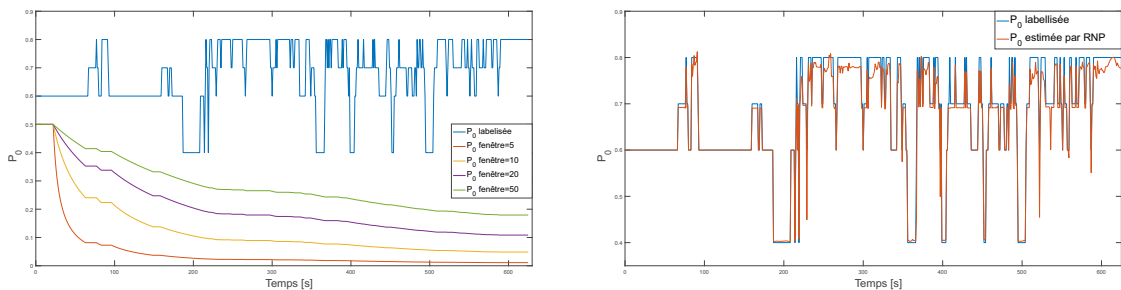 0.9
0.8
0.7
0.6
0.5
0.4
0.3
0.2
0.1
0
P0
0
100
200
300
400
500
600
Temps [s]
P0 labelisée
P0 fenêtre=5
P0 fenêtre=10
P0 fenêtre=20
P0 fenêtre=50
0.9
0.8
0.7
0.6
0.5
0.4
P0
0
100
200
300
400
500
600
Temps [s]
P0 labellisée
P0 estimée par RNP